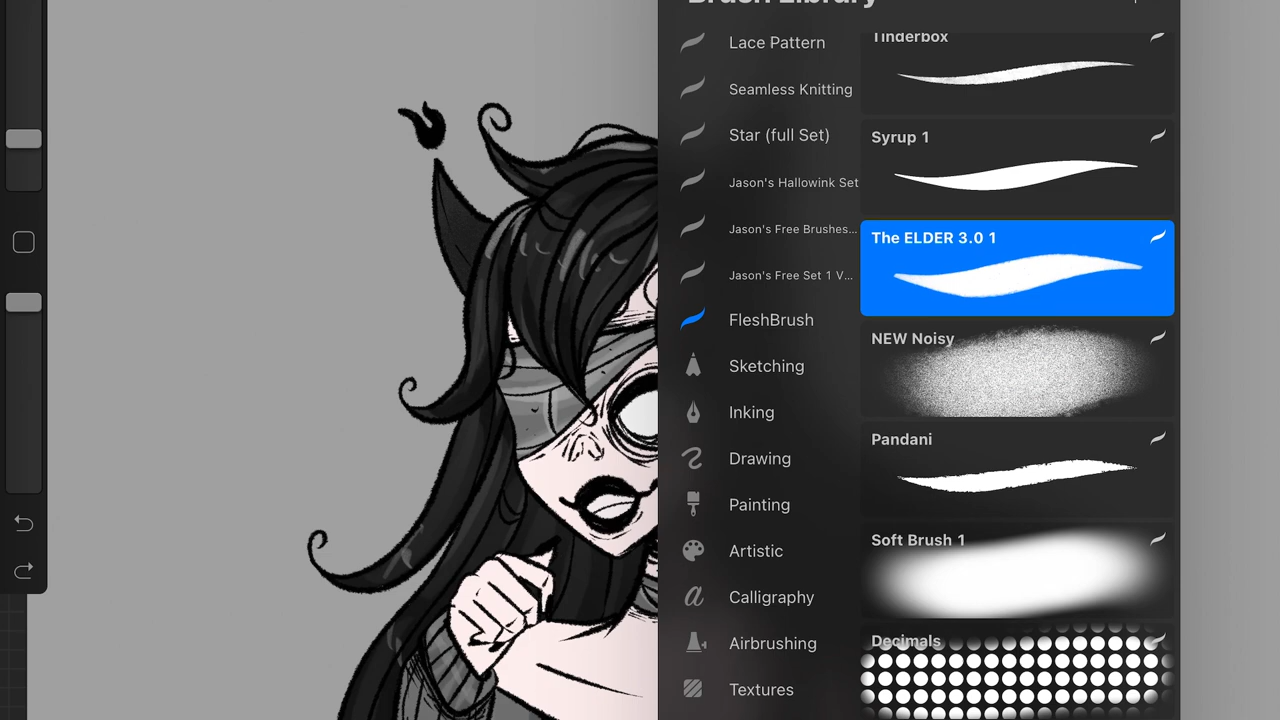 Brush Library
Lace Pattern
Seamless Knitting
Star (full Set)
Jason's Hallowink Set
Jason's Free Brushes...
Jason's Free Set 1 V...
FleshBrush
Sketching
Inking
Drawing
Painting
Artistic
Calligraphy
Airbrushing
Textures
Tinderbox
Syrup 1
The ELDER 3.0 1
NEW Noisy
Pandani
Soft Brush 1
Decimals